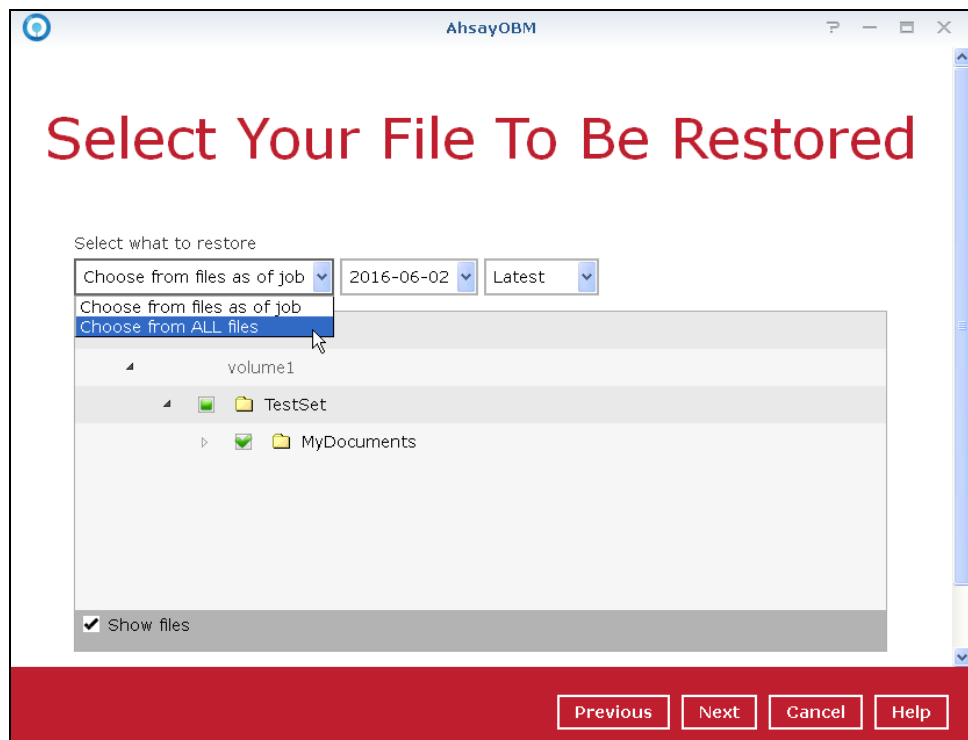 AhsayOBM
Select Your File To Be Restored
Select what to restore
Choose from files as of job 2016-06-02 Latest
Choose from files as of job
Choose from ALL files
volume1
TestSet
MyDocuments
Show files
Previous Next Cancel Help